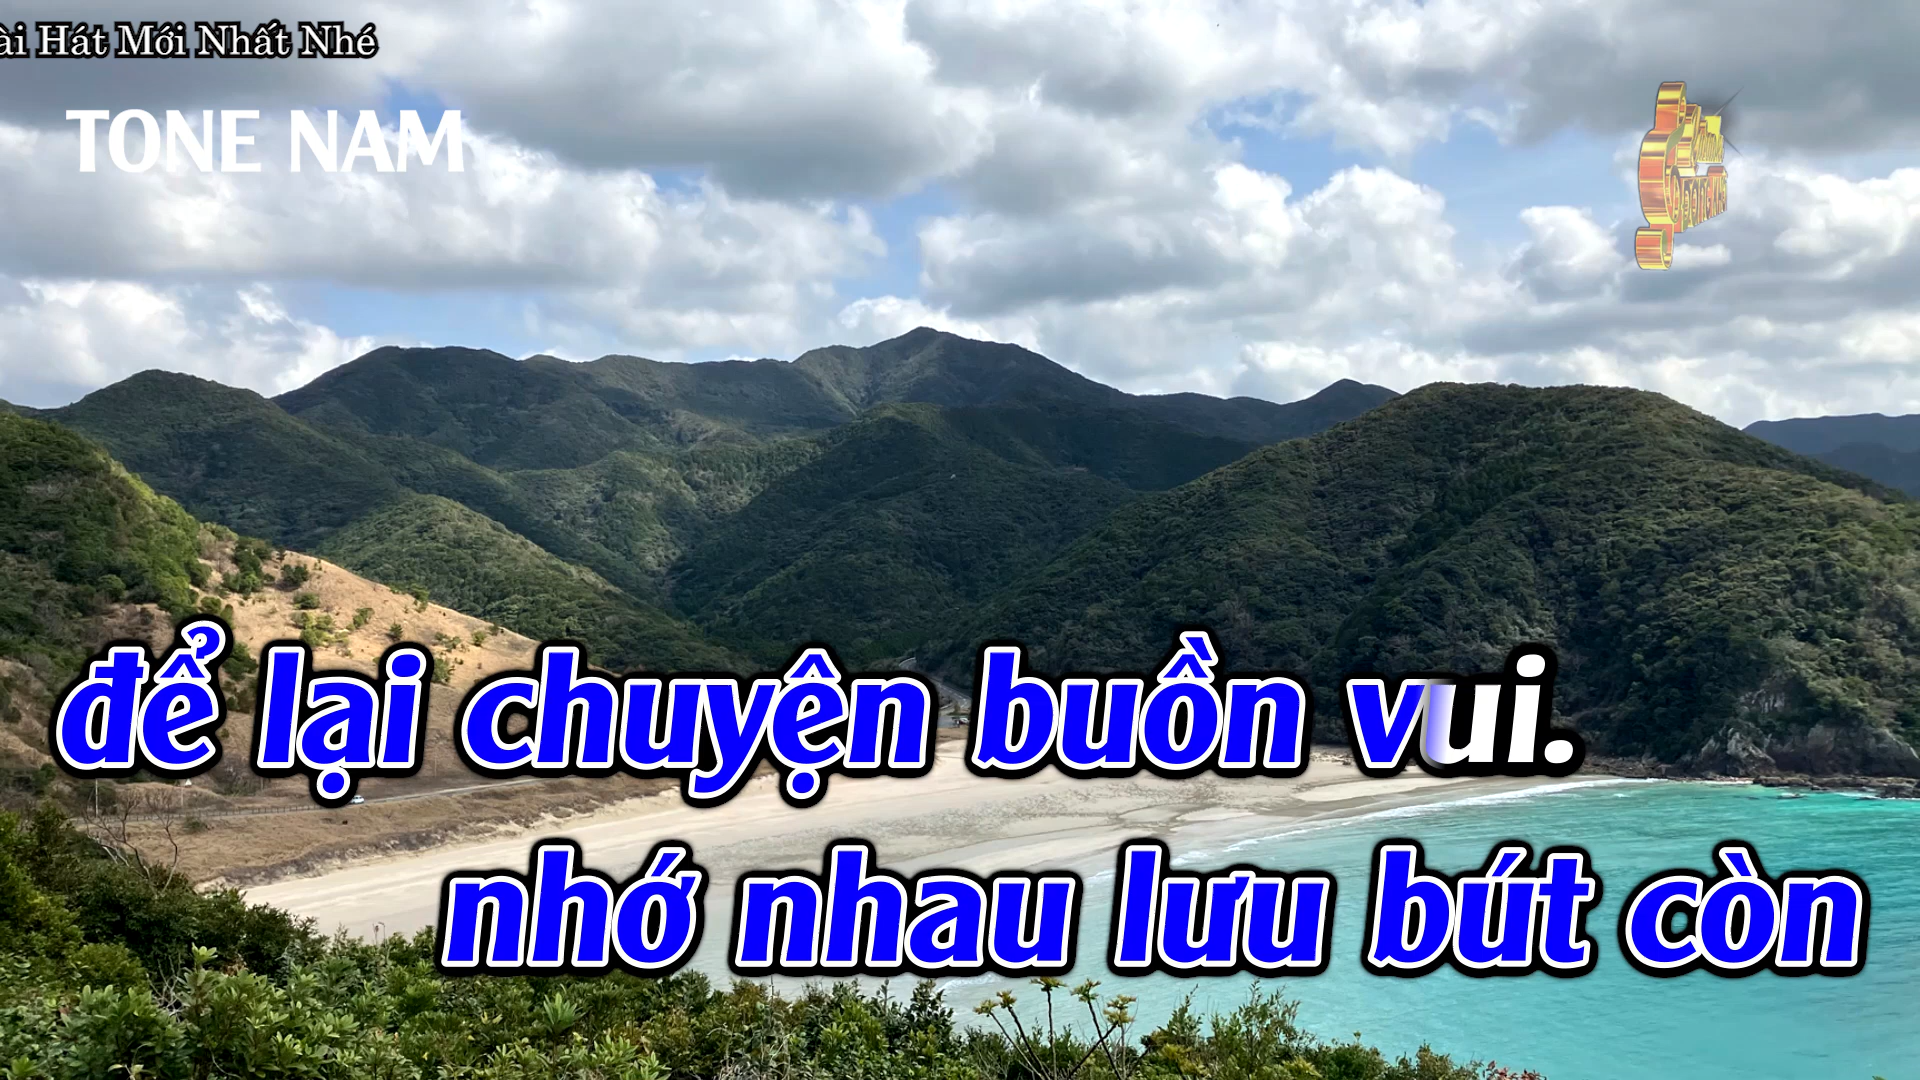 ài Hát Mới Nhất Nhé
TONE NAM
để lại chuyện buồn vui.
nhớ nhau lưu bút còn